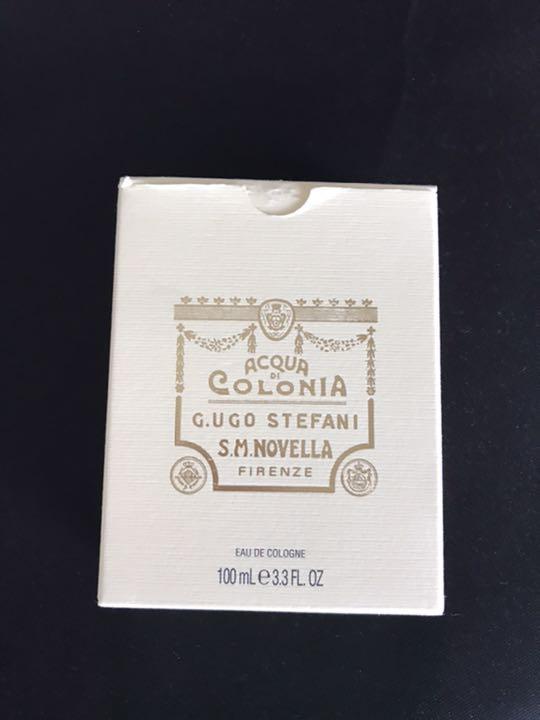 ACQUA
DI
COLONIA
G.UGO STEFANI
S.M.NOVELLA
FIRENZE
EAU DE COLOGNE
100 mL e 3.3 FL. OZ